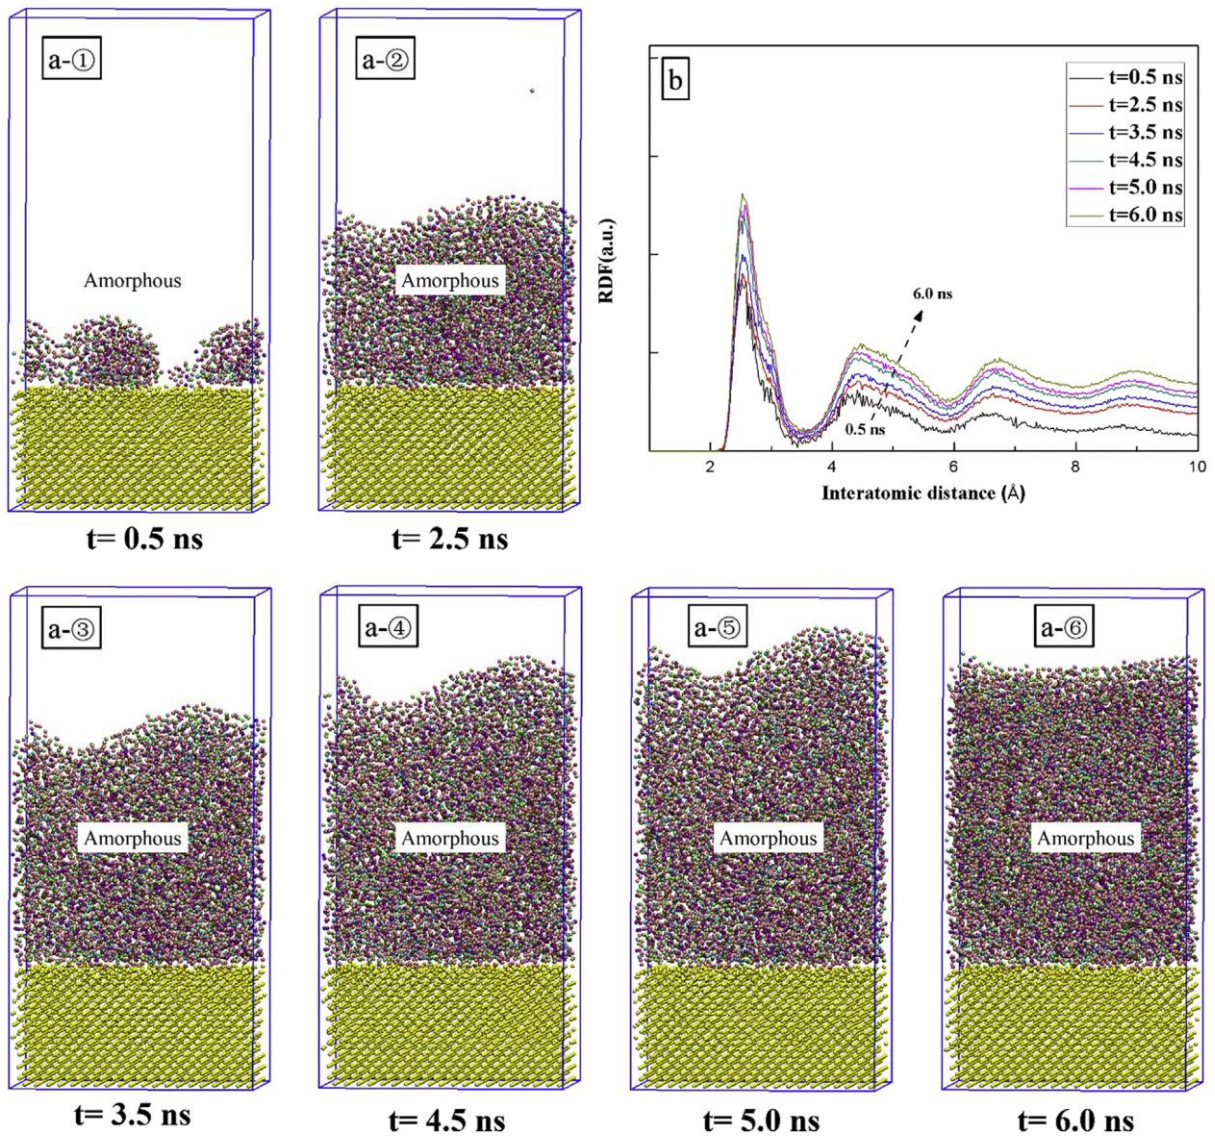 a-①
Amorphous
t= 0.5 ns
a-②
Amorphous
t= 2.5 ns
b
t=0.5 ns
t=2.5 ns
t=3.5 ns
t=4.5 ns
t=5.0 ns
t=6.0 ns
RDF(a.u.)
6.0 ns
0.5 ns
2 4 6 8 10
Interatomic distance (Å)
a-③
Amorphous
t= 3.5 ns
a-④
Amorphous
t= 4.5 ns
a-⑤
Amorphous
t= 5.0 ns
a-⑥
Amorphous
t= 6.0 ns